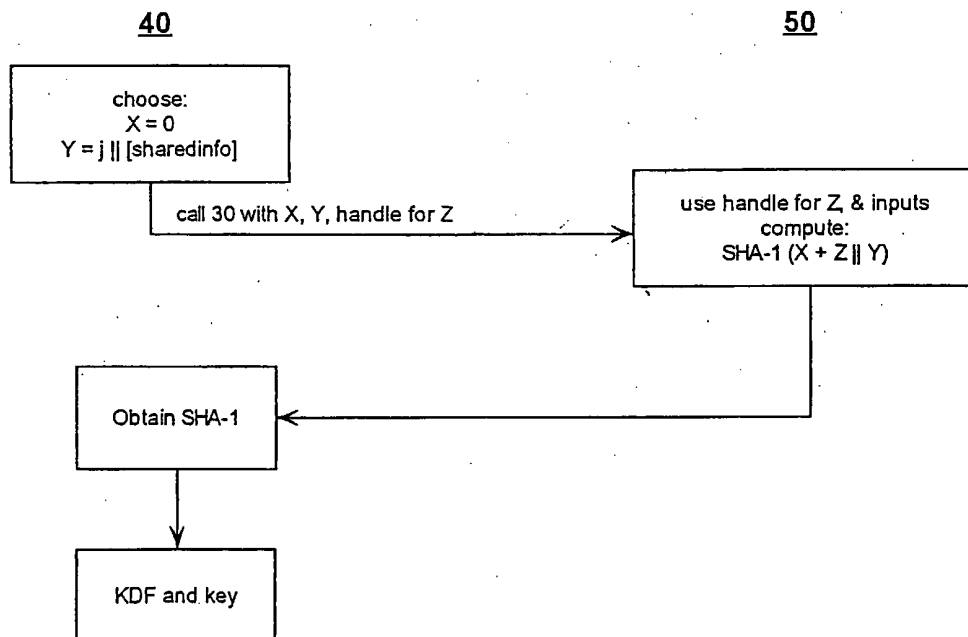 40
50
choose:
X = 0
Y = j || [sharedinfo]
call 30 with X, Y, handle for Z
use handle for Z, & inputs
compute:
SHA-1 (X + Z || Y)
Obtain SHA-1
KDF and key